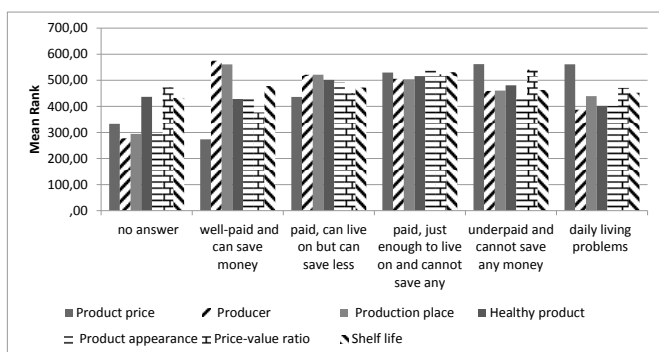 700,00
600,00
500,00
400,00
300,00
200,00
100,00
,00
Mean Rank
no answer
well-paid and
can save
money
paid, can live
on but can
save less
paid, just
enough to live
on and cannot
save any
underpaid and
cannot save
any money
daily living
problems
Product price
Producer
Production place
Healthy product
Product appearance
Price-value ratio
Shelf life